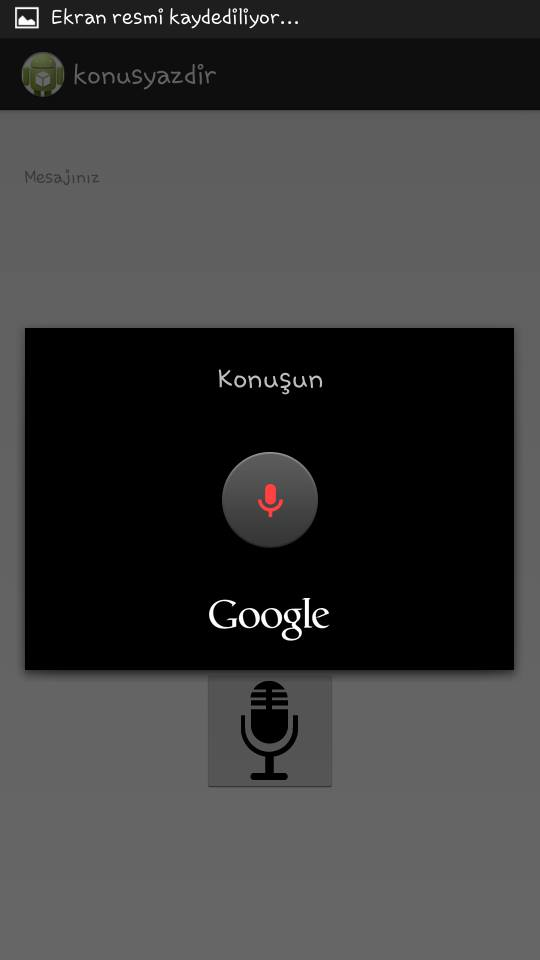 Ekran resmi kaydediliyor...
konusyazdir
Mesajınız
Konuşun
Google